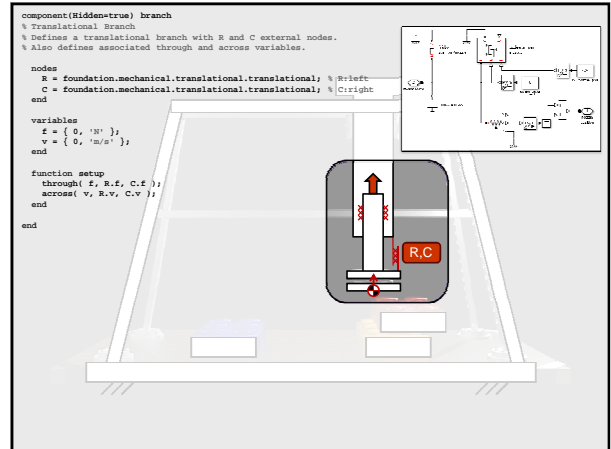 component(Hidden=true) branch
% Translational Branch
% Defines a translational branch with R and C external nodes.
% Also defines associated through and across variables.
nodes
R = foundation.mechanical.translational.translational; % R:left
C = foundation.mechanical.translational.translational; % C:right
end
variables
f = { 0, 'N' };
v = { 0, 'm/s' };
end
function setup
through( f, R.f, C.f );
across( v, R.v, C.v );
end
end
R,C